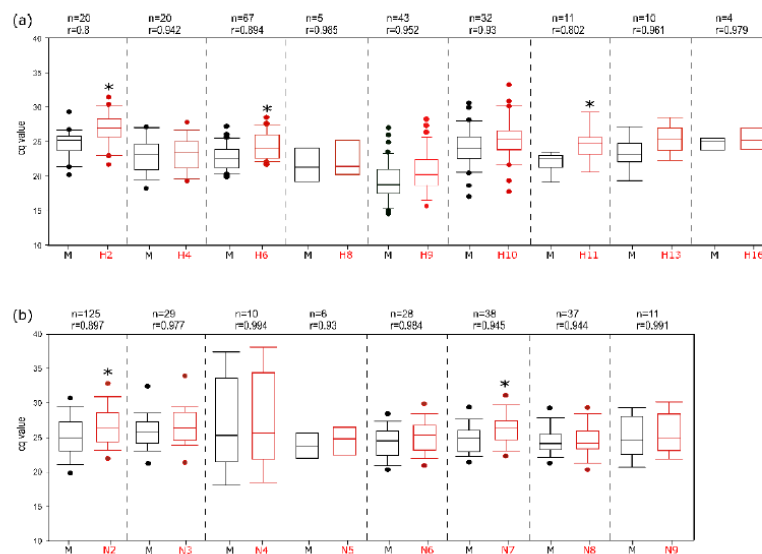 (a)
n=20 n=20 n=67 n=5 n=43 n=32 n=11 n=10 n=4
r=0.8 r=0.942 r=0.894 r=0.985 r=0.952 r=0.93 r=0.802 r=0.961 r=0.979
40
35
30
25
20
15
10
cq value
* * *
M H2 M H4 M H6 M H8 M H9 M H10 M H11 M H13 M H16
(b)
n=125 n=29 n=10 n=6 n=28 n=38 n=37 n=11
r=0.897 r=0.977 r=0.994 r=0.93 r=0.984 r=0.945 r=0.944 r=0.991
40
35
30
25
20
15
10
cq value
* *
M N2 M N3 M N4 M N5 M N6 M N7 M N8 M N9